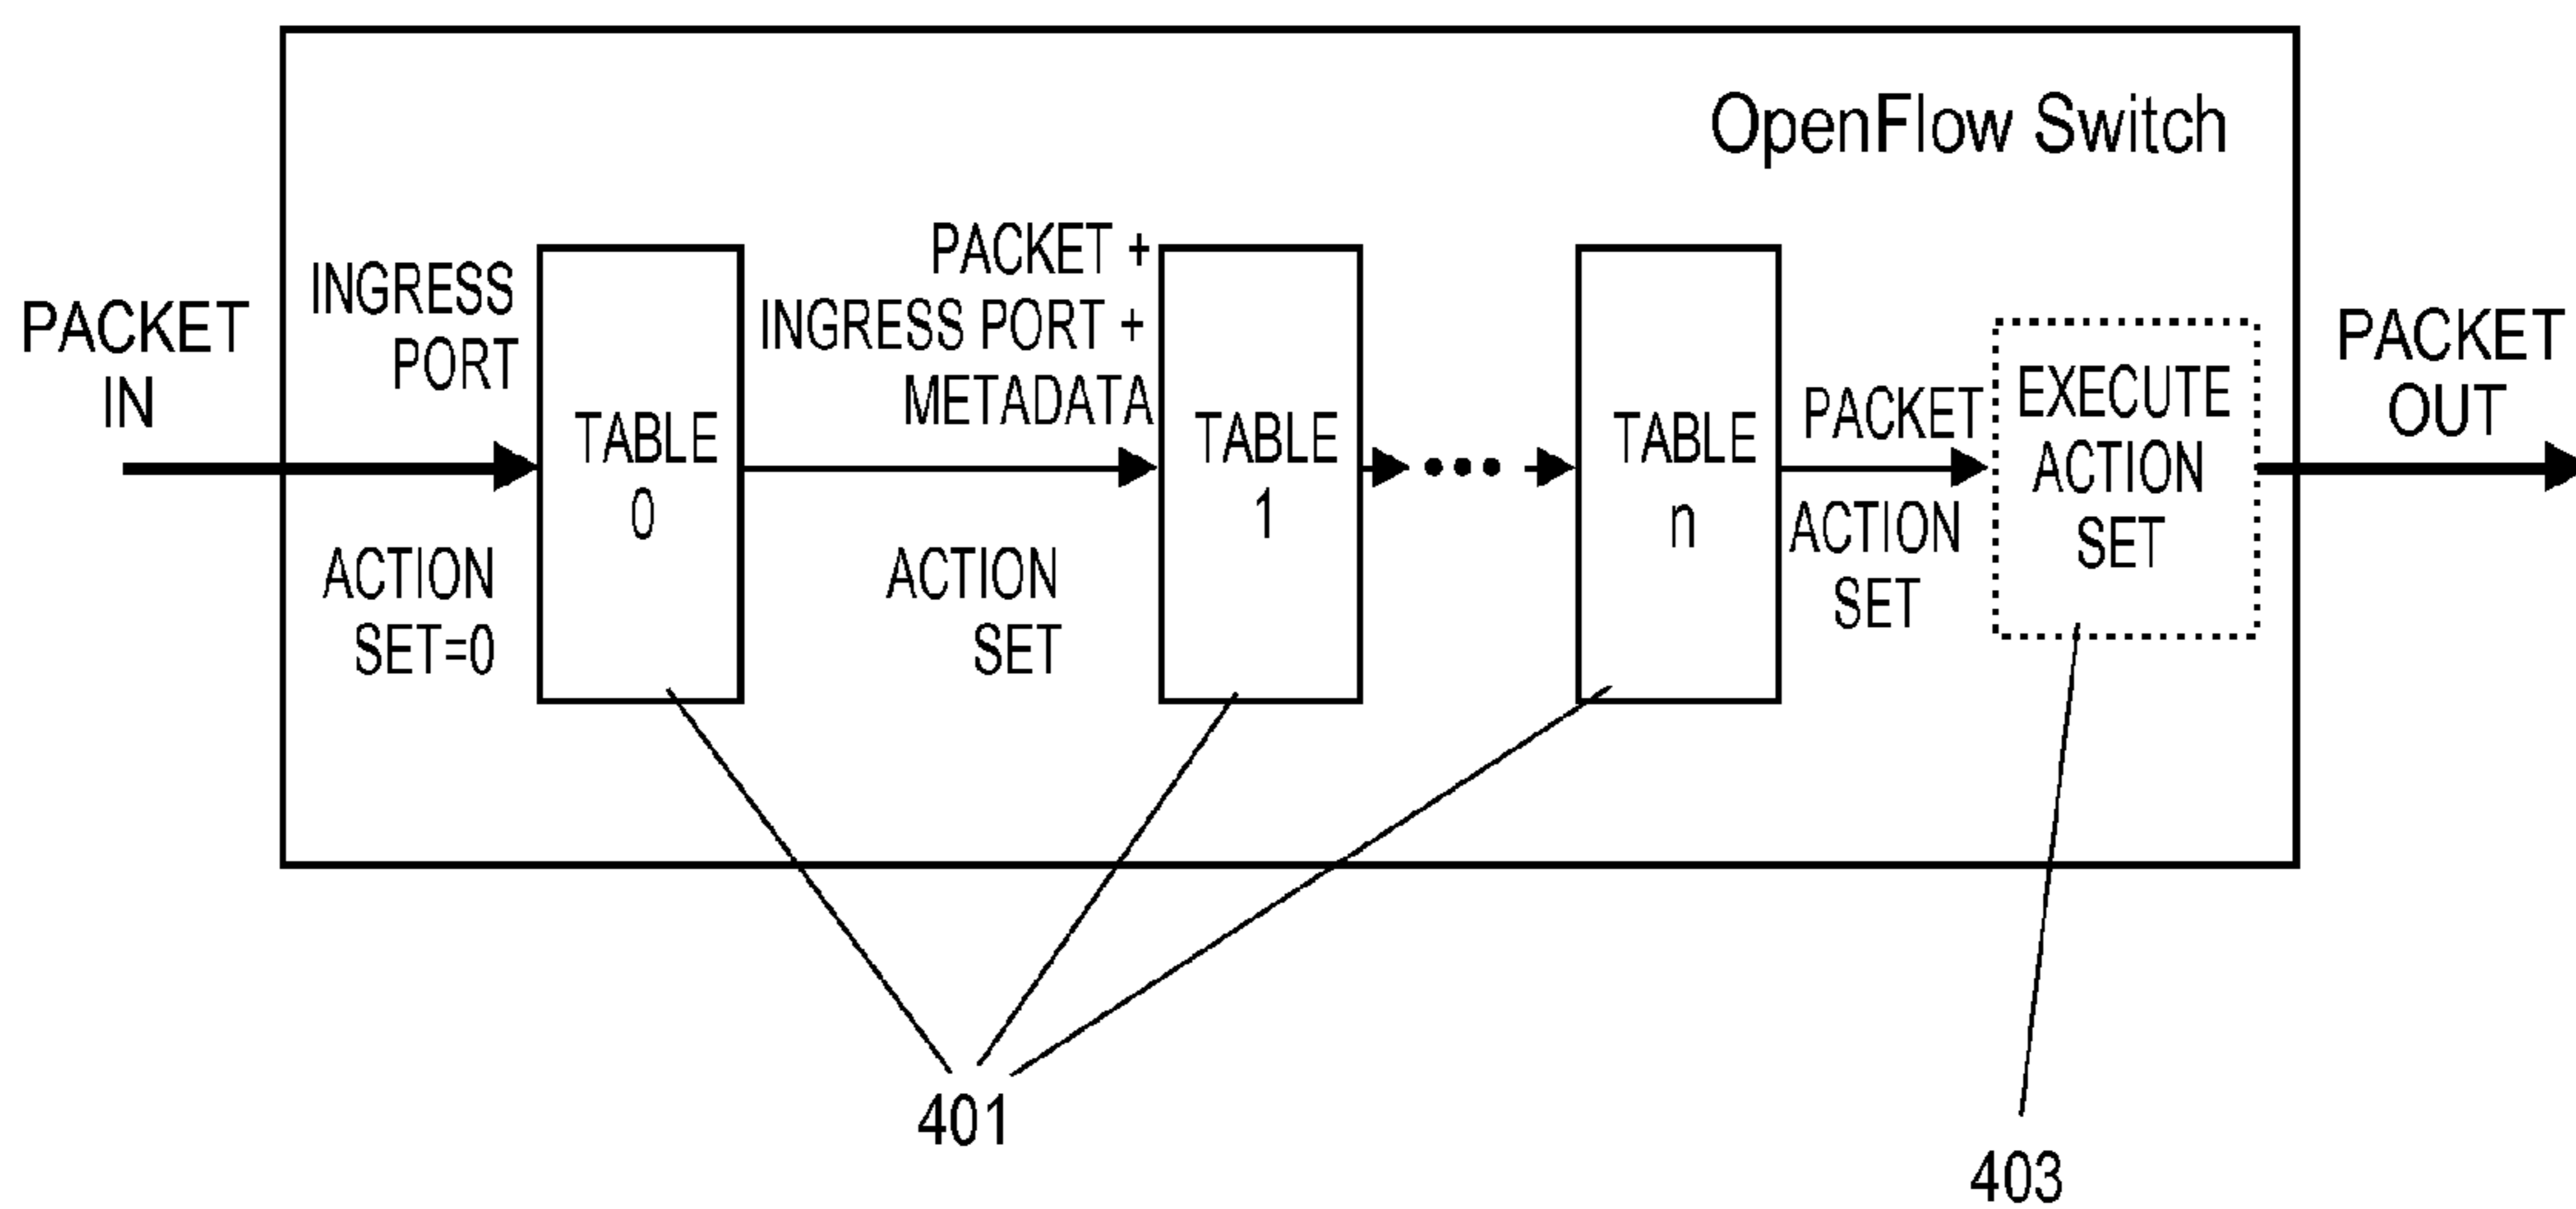 OpenFlow Switch
PACKET
IN
INGRESS
PORT
ACTION
SET=0
TABLE
0
PACKET +
INGRESS PORT +
METADATA
ACTION
SET
TABLE
1
TABLE
n
PACKET
ACTION
SET
EXECUTE
ACTION
SET
PACKET
OUT
401
403